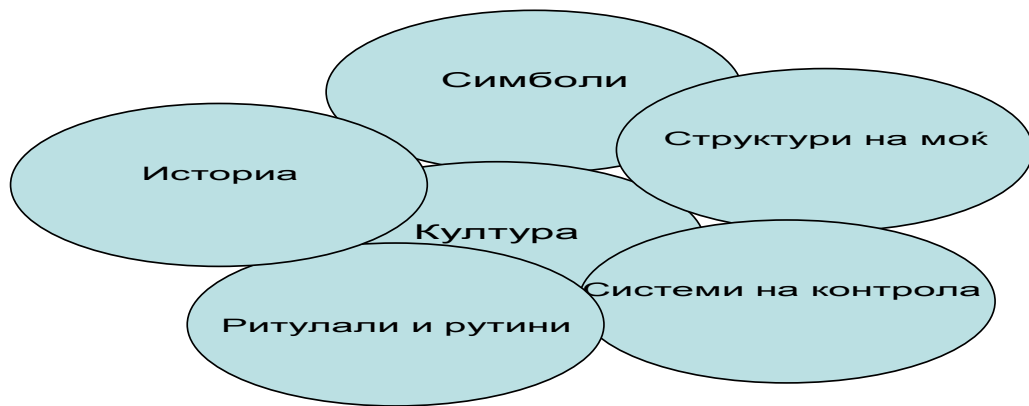 Симболи
Структури на моќ
Историа
Култура
Системи на контрола
Ритулали и рутини